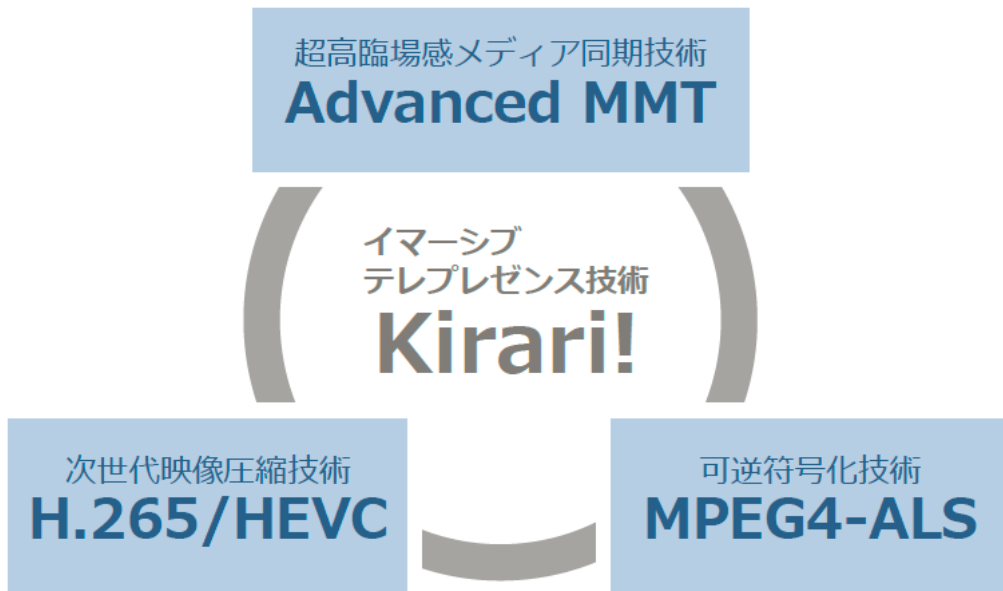 超高臨場感メディア同期技術
Advanced MMT
イマーシブ
テレプレゼンス技術
Kirari!
次世代映像圧縮技術
H.265/HEVC
可逆符号化技術
MPEG4-ALS